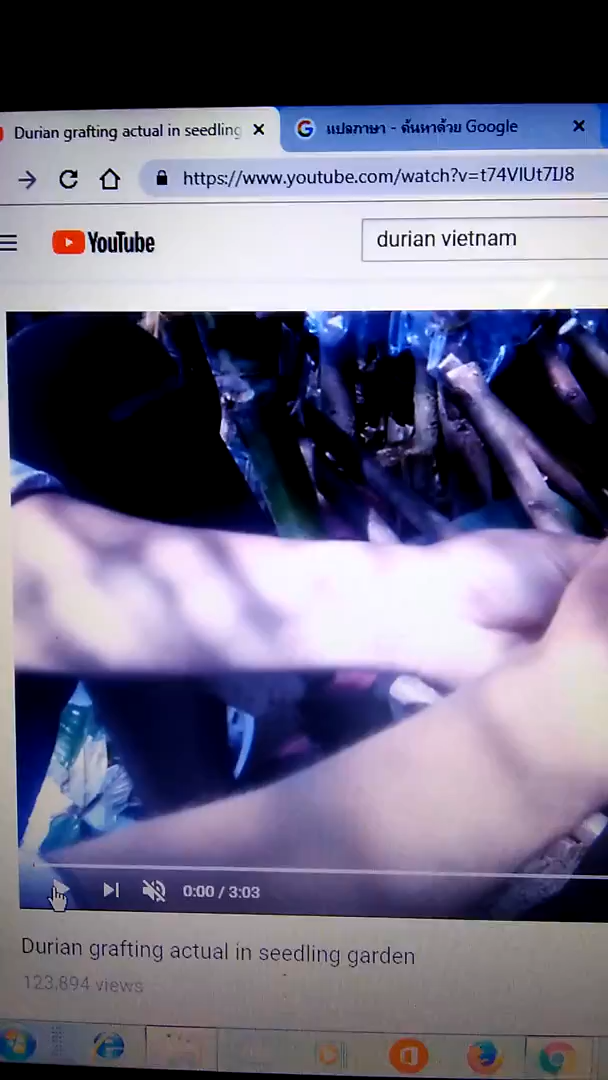 Durian grafting actual in seedling
แปลภาษา - ค้นหาด้วย Google
https://www.youtube.com/watch?v=t74VlUt7IJ8
YouTube
durian vietnam
0:00 / 3:03
Durian grafting actual in seedling garden
123,894 views